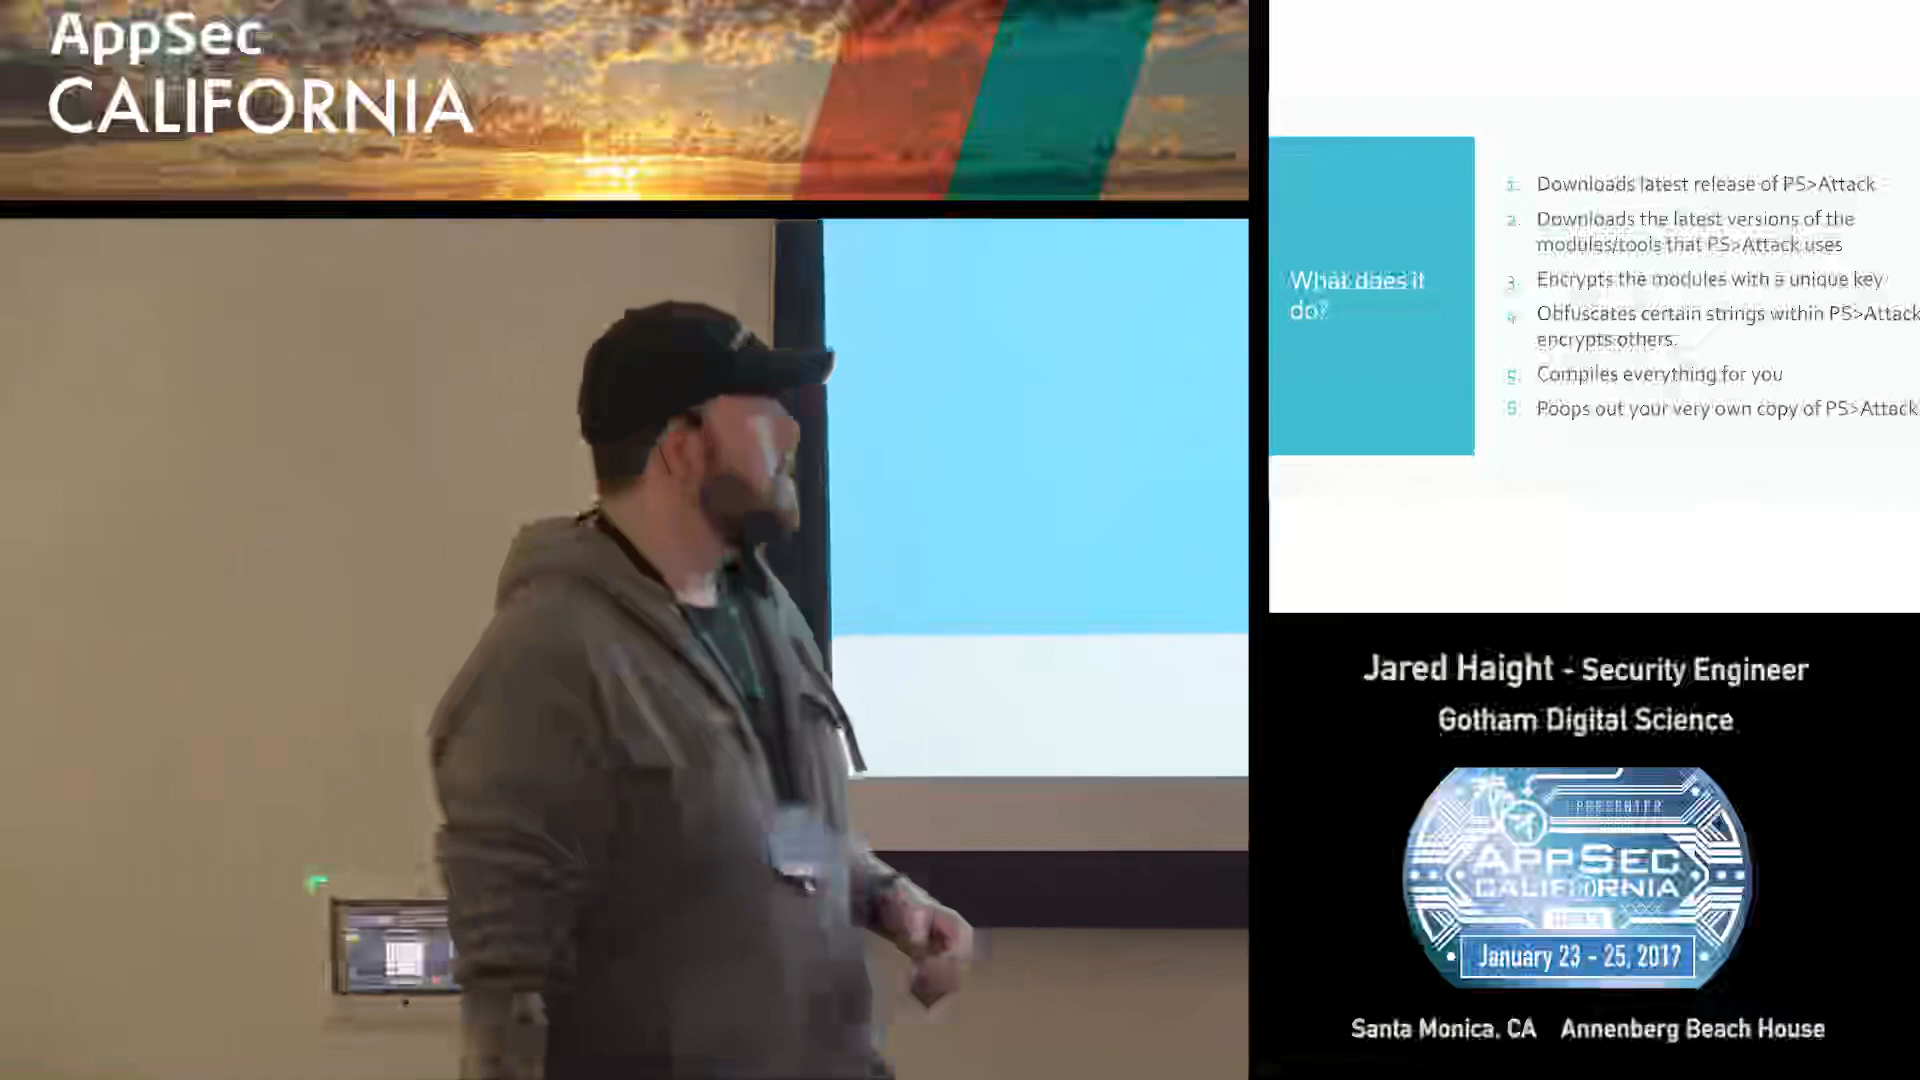 AppSec
CALIFORNIA
What does it
do?
1. Downloads latest release of PS>Attack
2. Downloads the latest versions of the
modules/tools that PS>Attack uses
3. Encrypts the modules with a unique key
4. Obfuscates certain strings within PS>Attack
encrypts others.
5. Compiles everything for you
6. Poops out your very own copy of PS>Attack
Jared Haight - Security Engineer
Gotham Digital Science
PRESENTER
APPSEC
CALIFORNIA
January 23 - 25, 2017
Santa Monica, CA Annenberg Beach House